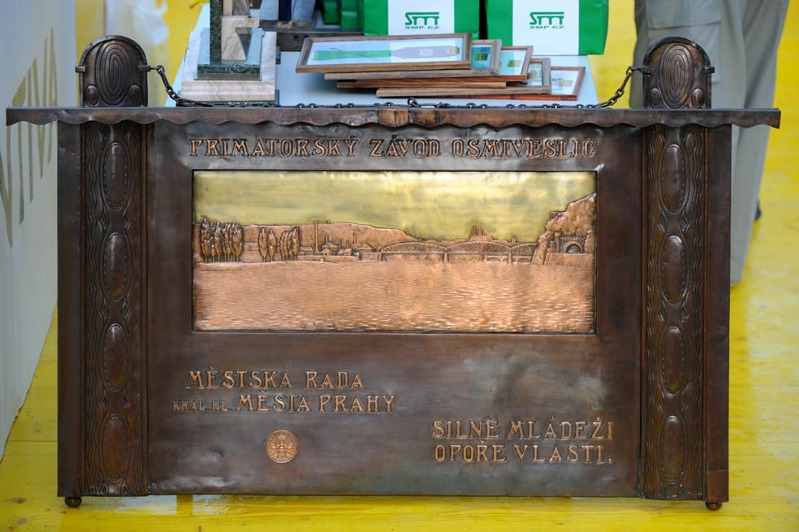 SMP CZ
SMP CZ
PRIMATORSKÝ ZÁVOD OSMIVESLIC
MĚSTSKÁ RADA
KRÁL. HL. MĚSTA PRAHY
SILNÉ MLÁDEŽI
OPOŘE VLASTI.